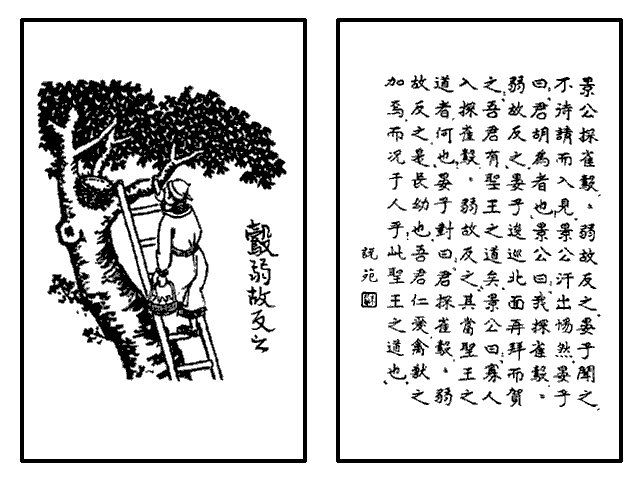 景公探雀鷇。弱故反之晏子聞之
不待請而入見景公汗出惕然晏子
曰君胡為者也景公曰我探雀鷇。
弱故反之晏子逡巡北面再拜而賀
之吾君有聖王之道矣景公曰寡人
入探雀鷇。弱故反之其當聖王之
道者何也晏子對曰君探雀鷇。弱
故反之是長幼也吾君仁愛禽獸之
加焉而況于人乎此聖王之道也
說苑
鷇弱故反之